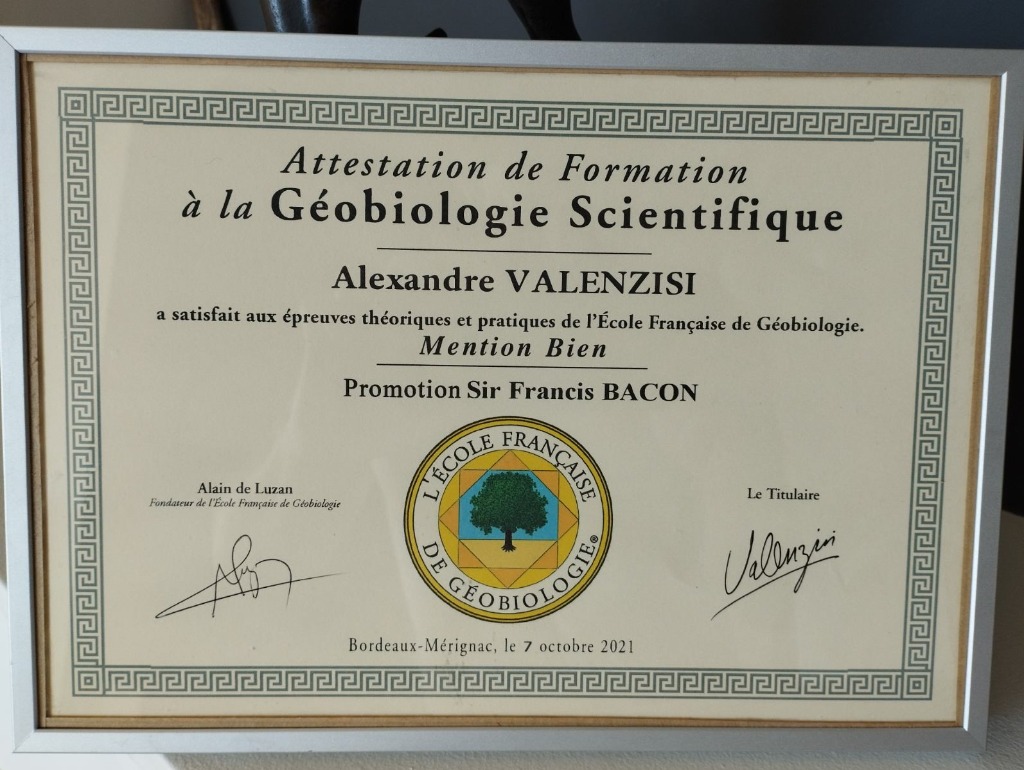 Attestation de Formation
à la Géobiologie Scientifique
Alexandre VALENZISI
a satisfait aux épreuves théoriques et pratiques de l'École Française de Géobiologie.
Mention Bien
Promotion Sir Francis BACON
L'ÉCOLE FRANÇAISE
DE GÉOBIOLOGIE®
Alain de Luzan
Fondateur de l'École Française de Géobiologie
Le Titulaire
Valenzisi
Bordeaux-Mérignac, le 7 octobre 2021